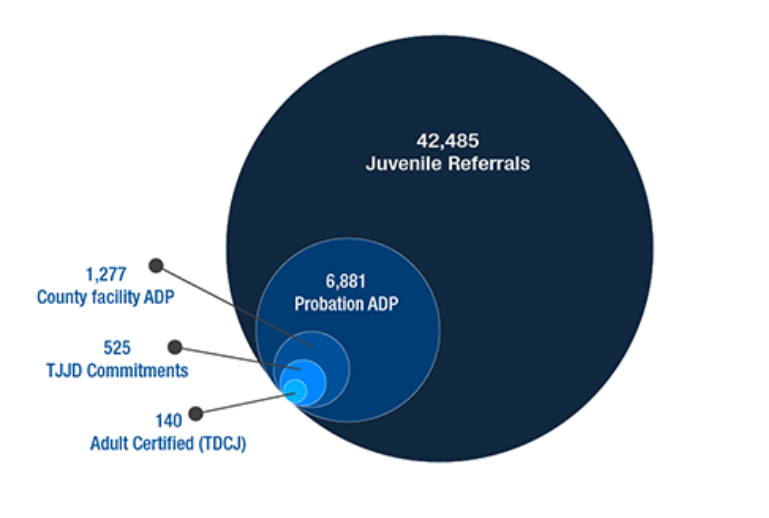 42,485
Juvenile Referrals
6,881
Probation ADP
1,277
County facility ADP
525
TJJD Commitments
140
Adult Certified (TDCJ)